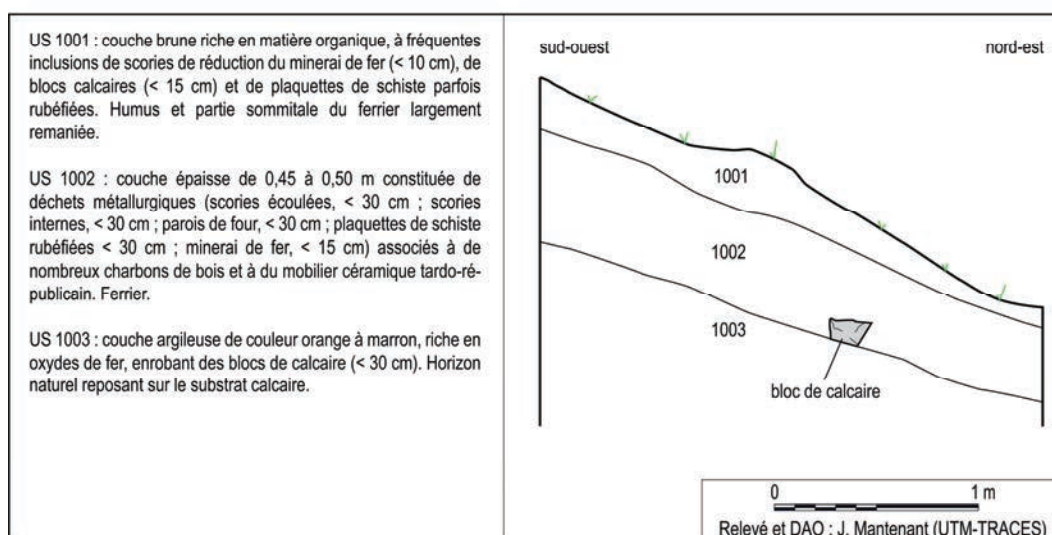 US 1001 : couche brune riche en matière organique, à fréquentes
inclusions de scories de réduction du minerai de fer (< 10 cm), de
blocs calcaires (< 15 cm) et de plaquettes de schiste parfois
rubéfiées. Humus et partie sommitale du ferrier largement
remaniée.
US 1002 : couche épaisse de 0,45 à 0,50 m constituée de
déchets métallurgiques (scories écoulées, < 30 cm ; scories
internes, < 30 cm ; parois de four, < 30 cm ; plaquettes de schiste
rubéfiées < 30 cm ; minerai de fer, < 15 cm) associés à de
nombreux charbons de bois et à du mobilier céramique tardo-ré-
publicain. Ferrier.
US 1003 : couche argileuse de couleur orange à marron, riche en
oxydes de fer, enrobant des blocs de calcaire (< 30 cm). Horizon
naturel reposant sur le substrat calcaire.
sud-ouest
nord-est
1001
1002
1003
bloc de calcaire
0 1 m
Relevé et DAO : J. Mantenant (UTM-TRACES)